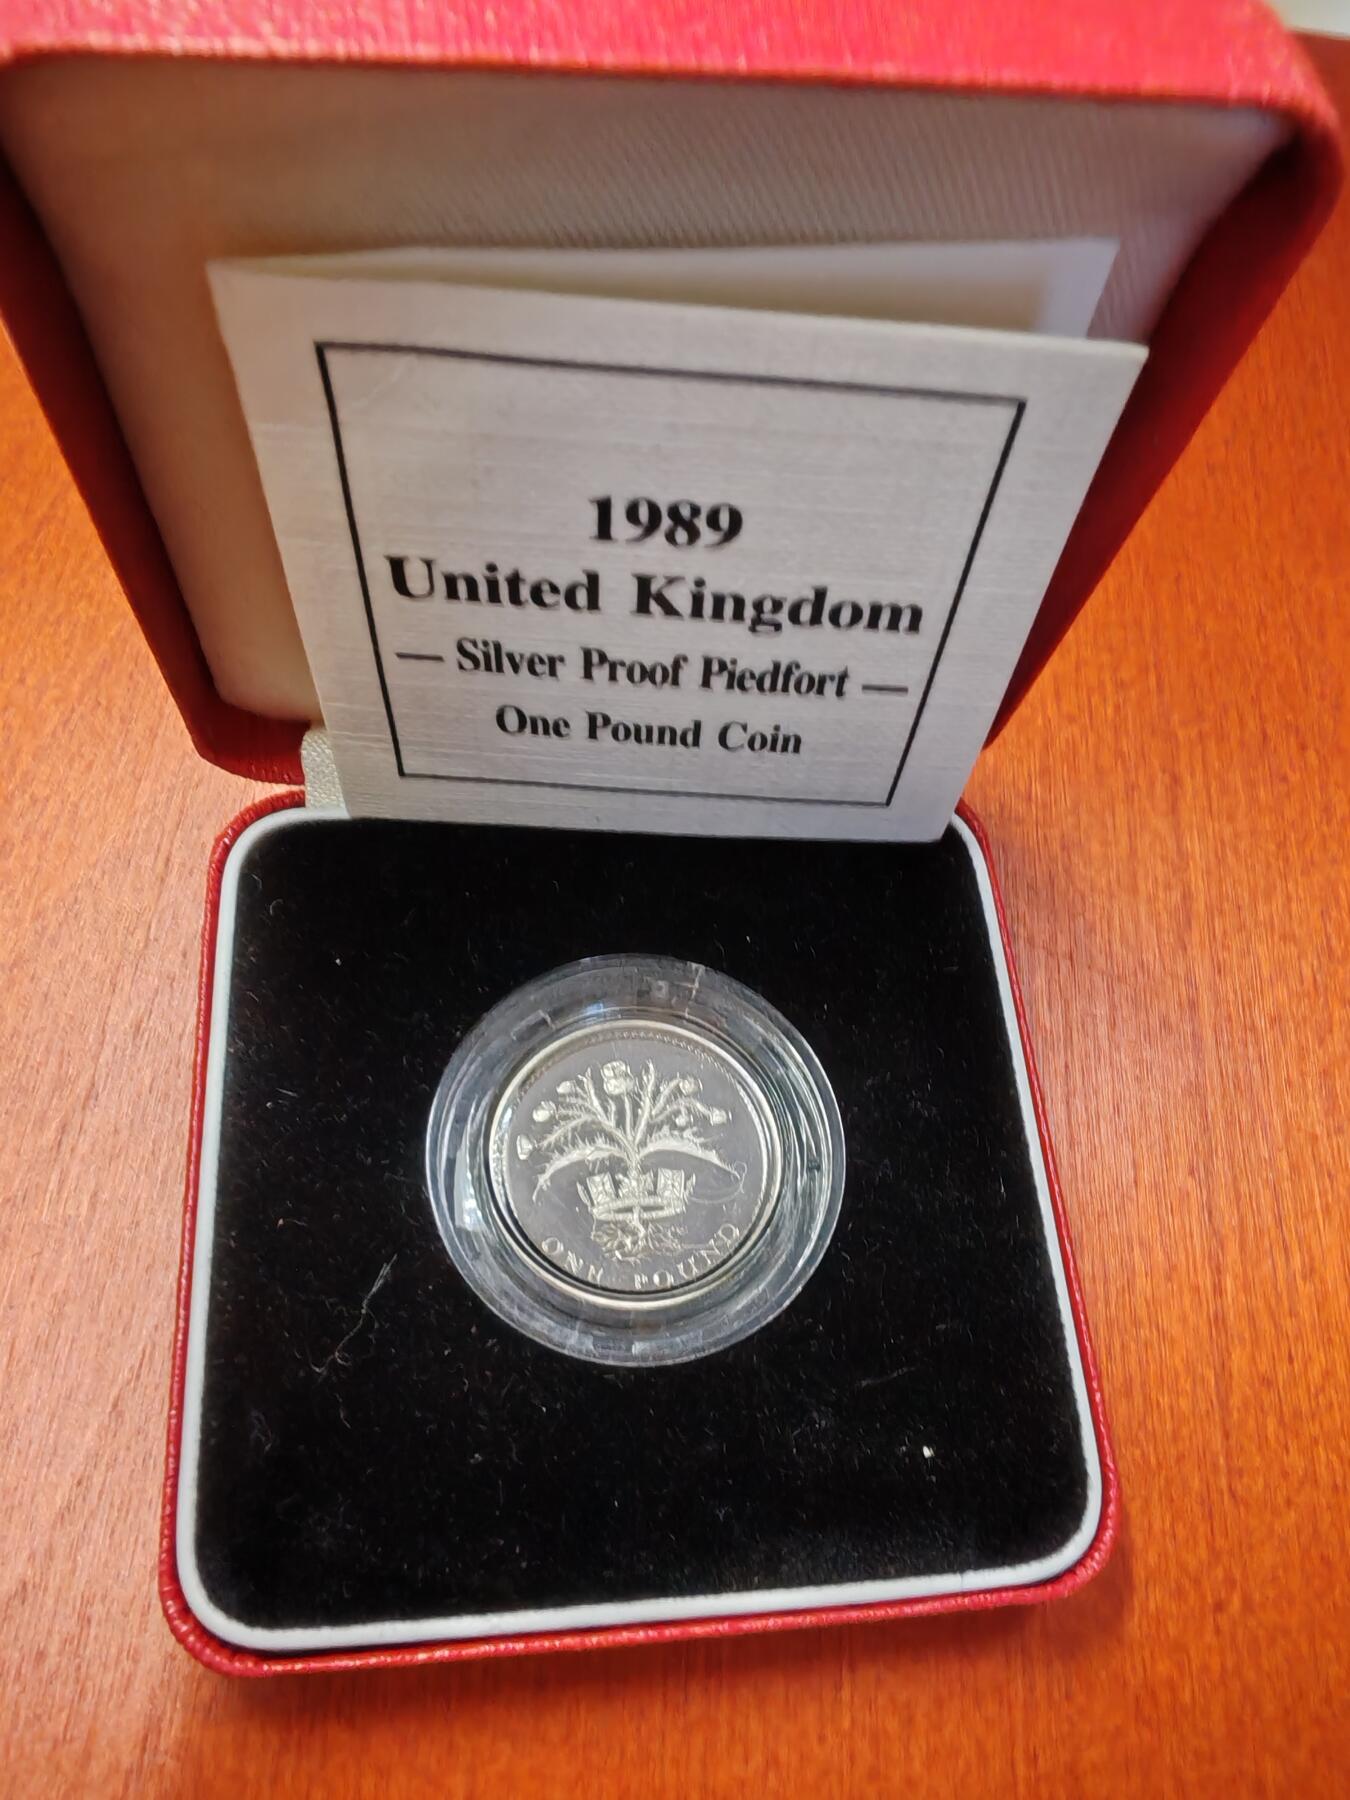 1989
United Kingdom
— Silver Proof Piedfort —
One Pound Coin
ONE POUND